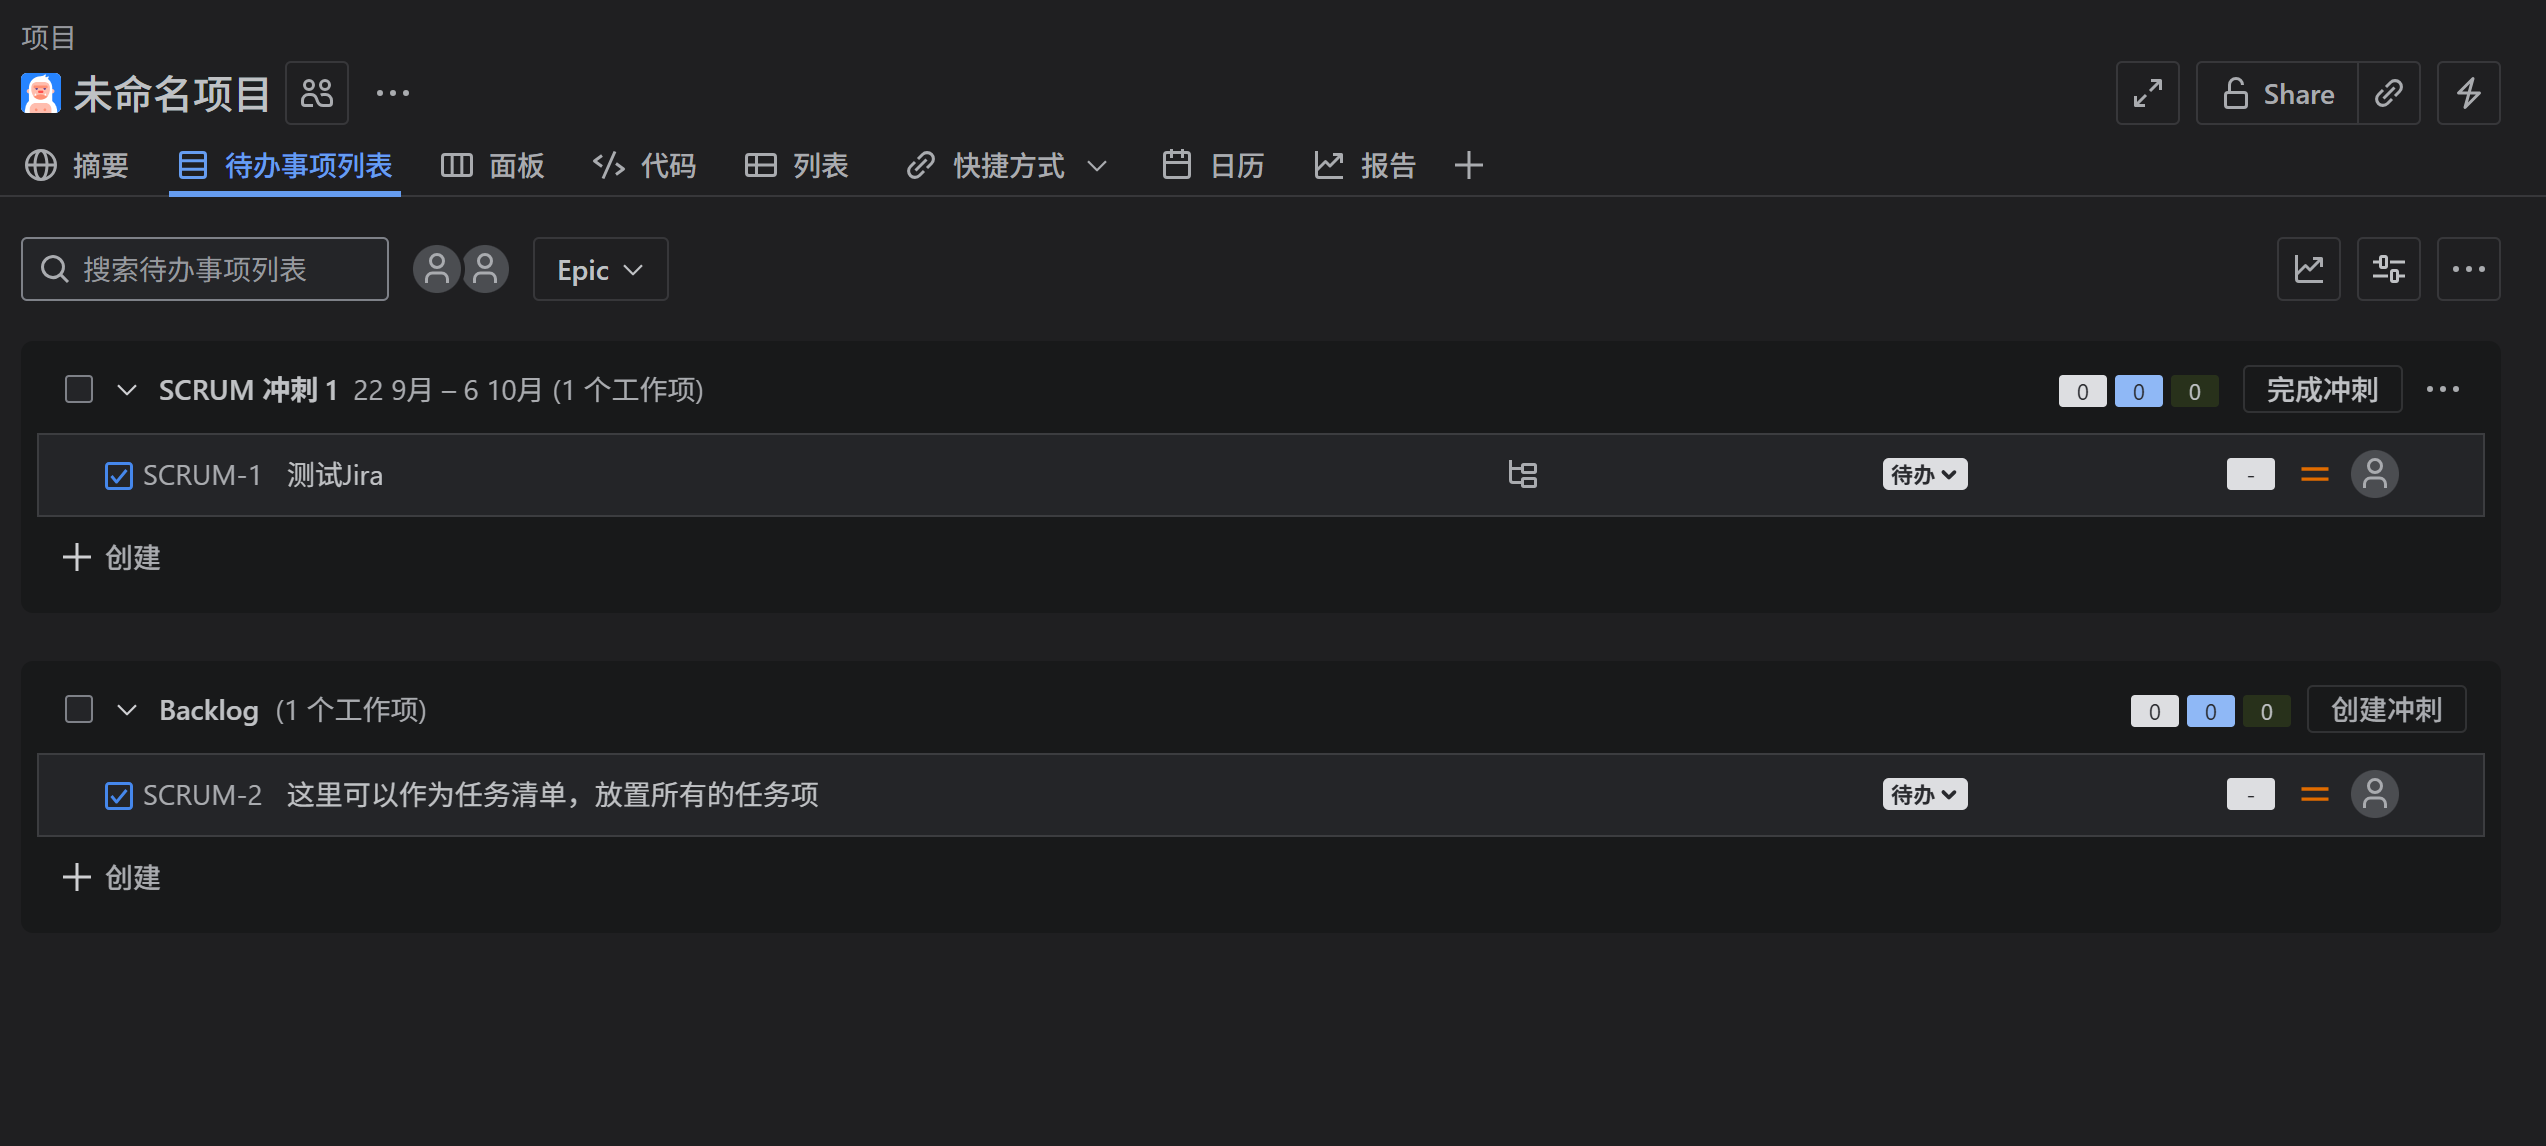 项目
未命名项目
Share
摘要 待办事项列表 面板 代码 列表 快捷方式 日历 报告
搜索待办事项列表 Epic
SCRUM 冲刺 1 22 9月 – 6 10月 (1 个工作项) 0 0 0 完成冲刺
SCRUM-1 测试Jira 待办 -
创建
Backlog (1 个工作项) 0 0 0 创建冲刺
SCRUM-2 这里可以作为任务清单，放置所有的任务项 待办 -
创建